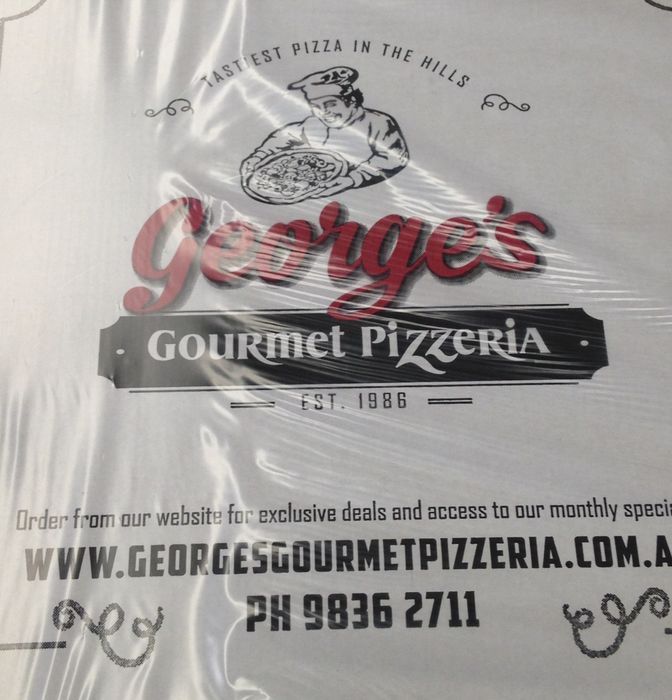 TASTIEST PIZZA IN THE HILLS
George's
Gourmet Pizzeria
EST. 1986
Order from our website for exclusive deals and access to our monthly specia
WWW.GEORGESGOURMETPIZZERIA.COM.A
PH 9836 2711